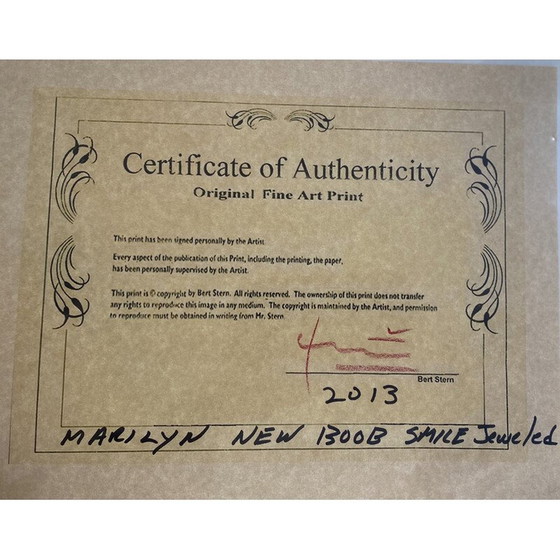 Certificate of Authenticity
Original Fine Art Print
This print has been signed personally by the Artist.
Every aspect of the publication of this Print, including the printing, the paper,
has been personally supervised by the Artist.
This print is © copyright by Bert Stern. All rights reserved. The ownership of this print does not transfer
any rights to reproduce this image in any medium. The copyright is maintained by the Artist, and permission
to reproduce must be obtained in writing from Mr. Stern.
Bert Stern
2013
MARILYN NEW BOOB SMILE Jeweled